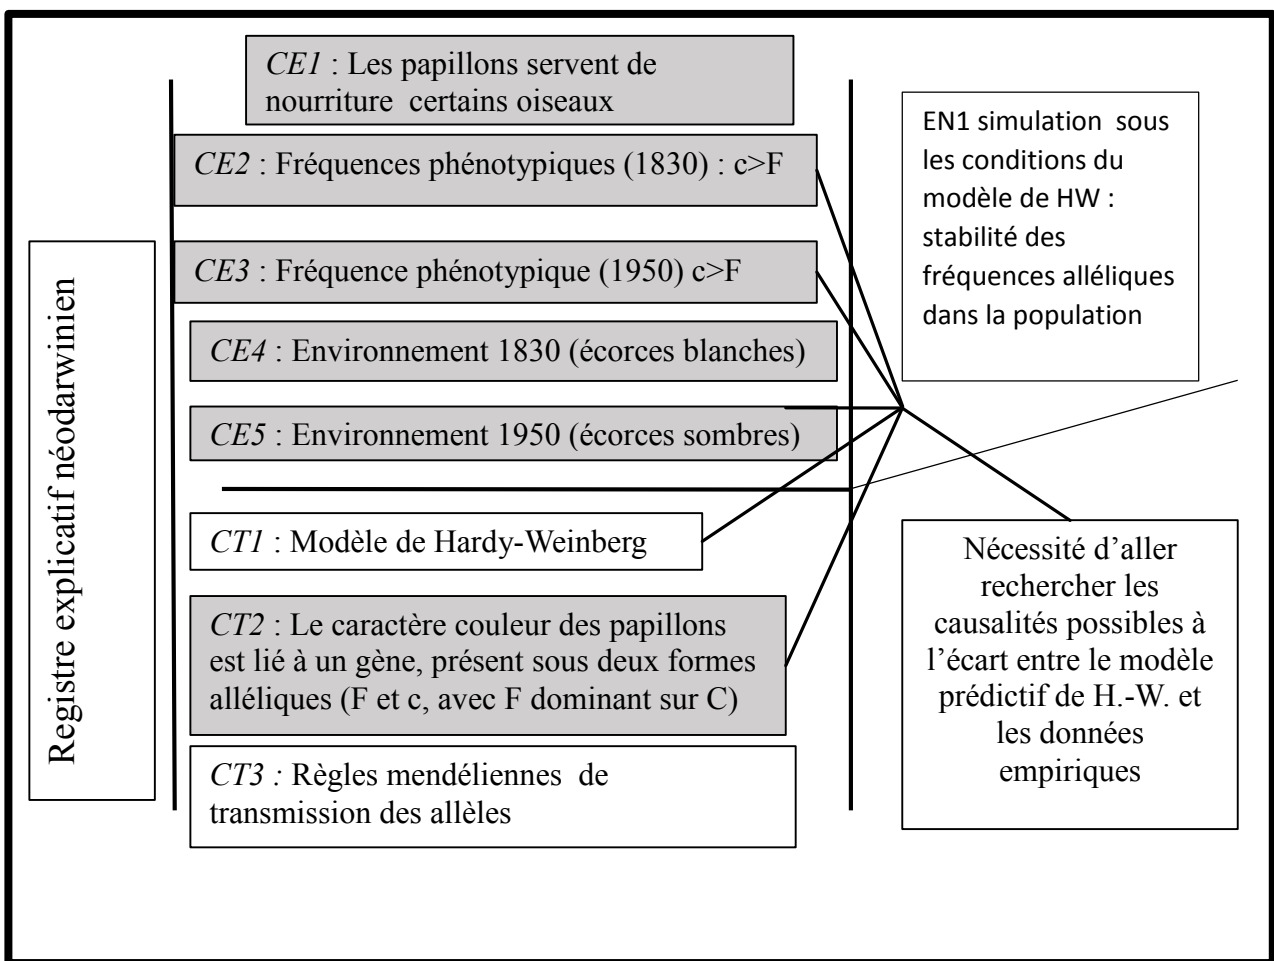 CE1 : Les papillons servent de
nourriture certains oiseaux
CE2 : Fréquences phénotypiques (1830) : c>F
CE3 : Fréquence phénotypique (1950) c>F
CE4 : Environnement 1830 (écorces blanches)
CE5 : Environnement 1950 (écorces sombres)
CT1 : Modèle de Hardy-Weinberg
CT2 : Le caractère couleur des papillons
est lié à un gène, présent sous deux formes
alléliques (F et c, avec F dominant sur C)
CT3 : Règles mendéliennes de
transmission des allèles
Registre explicatif néodarwinien
EN1 simulation sous
les conditions du
modèle de HW :
stabilité des
fréquences alléliques
dans la population
Nécessité d’aller
rechercher les
causalités possibles à
l’écart entre le modèle
prédictif de H.-W. et
les données
empiriques